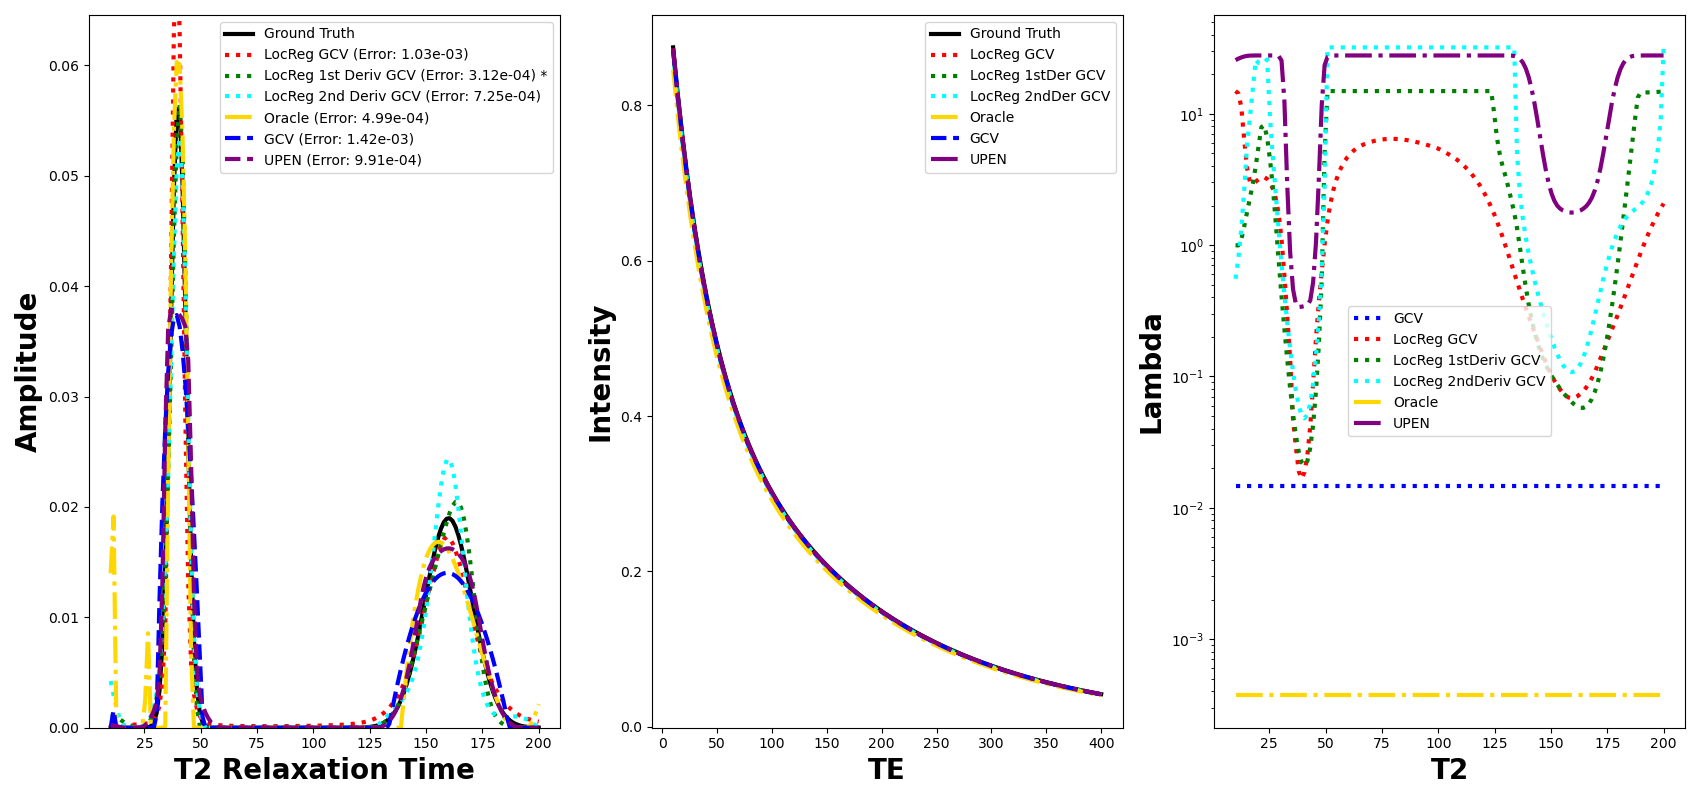 Ground Truth
LocReg GCV (Error: 1.03e-03)
LocReg 1st Deriv GCV (Error: 3.12e-04) *
LocReg 2nd Deriv GCV (Error: 7.25e-04)
Oracle (Error: 4.99e-04)
GCV (Error: 1.42e-03)
UPEN (Error: 9.91e-04)
0.06
0.05
0.04
0.03
0.02
0.01
0.00
Amplitude
25 50 75 100 125 150 175 200
T2 Relaxation Time
Ground Truth
LocReg GCV
LocReg 1stDer GCV
LocReg 2ndDer GCV
Oracle
GCV
UPEN
0.8
0.6
0.4
0.2
0.0
Intensity
0 50 100 150 200 250 300 350 400
TE
10¹
10⁰
10⁻¹
10⁻²
10⁻³
Lambda
GCV
LocReg GCV
LocReg 1stDeriv GCV
LocReg 2ndDeriv GCV
Oracle
UPEN
25 50 75 100 125 150 175 200
T2